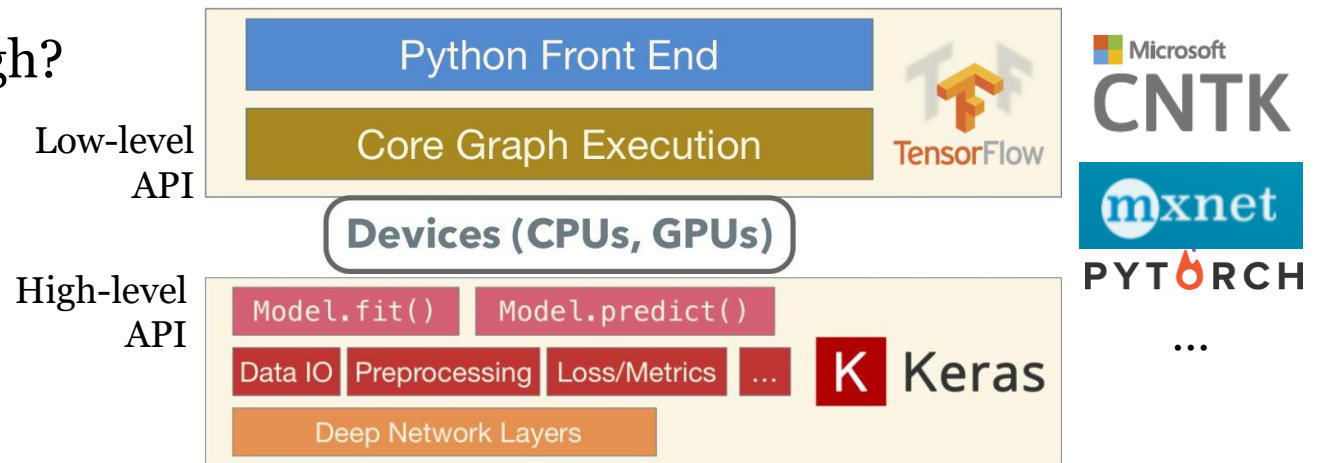 gh?
Low-level
API
Python Front End
Core Graph Execution
TensorFlow
Devices (CPUs, GPUs)
High-level
API
Model.fit() Model.predict()
Data IO Preprocessing Loss/Metrics ...
Deep Network Layers
K Keras
Microsoft
CNTK
mxnet
PYTORCH
...